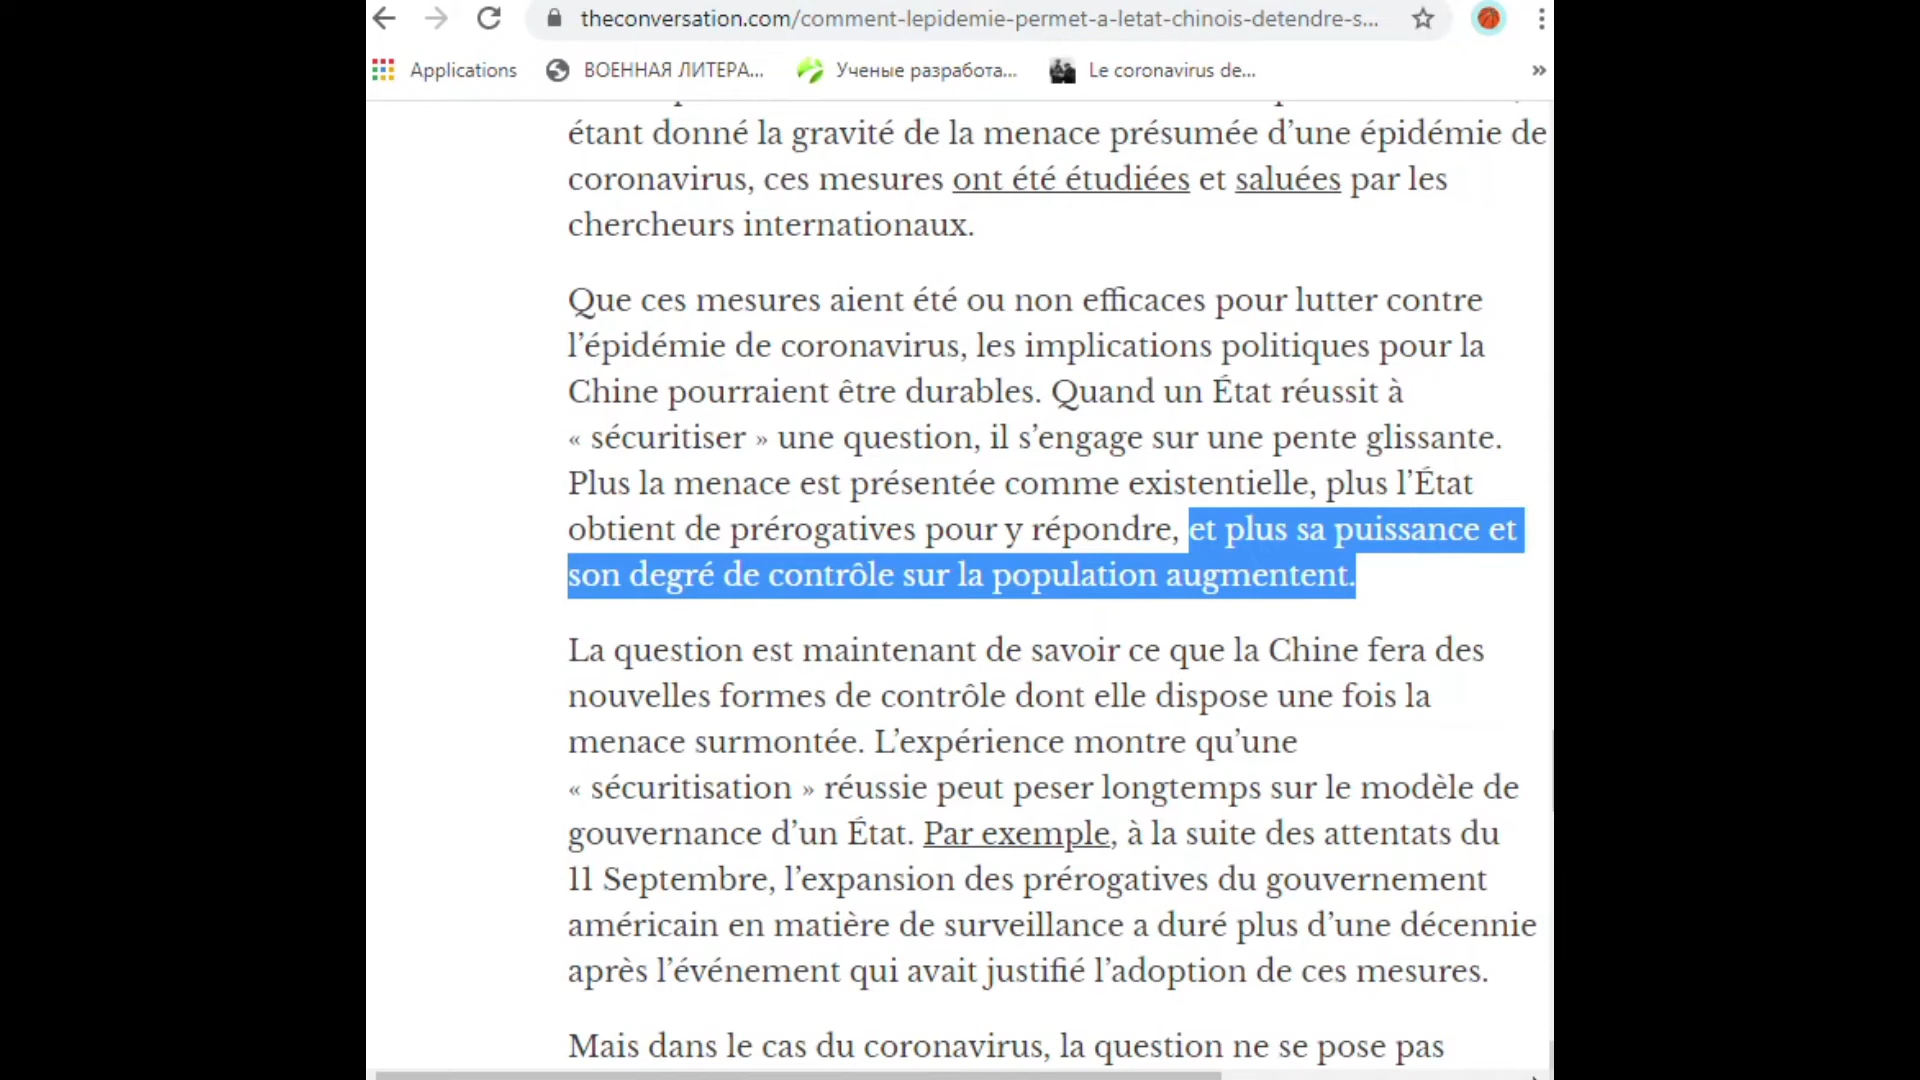 theconversation.com/comment-lepidemie-permet-a-letat-chinois-detendre-s...
Applications ВОЕННАЯ ЛИТЕРА... Ученые разработа... Le coronavirus de... »
étant donné la gravité de la menace présumée d’une épidémie de
coronavirus, ces mesures ont été étudiées et saluées par les
chercheurs internationaux.
Que ces mesures aient été ou non efficaces pour lutter contre
l’épidémie de coronavirus, les implications politiques pour la
Chine pourraient être durables. Quand un État réussit à
« sécuritiser » une question, il s’engage sur une pente glissante.
Plus la menace est présentée comme existentielle, plus l’État
obtient de prérogatives pour y répondre, et plus sa puissance et
son degré de contrôle sur la population augmentent.
La question est maintenant de savoir ce que la Chine fera des
nouvelles formes de contrôle dont elle dispose une fois la
menace surmontée. L’expérience montre qu’une
« sécuritisation » réussie peut peser longtemps sur le modèle de
gouvernance d’un État. Par exemple, à la suite des attentats du
11 Septembre, l’expansion des prérogatives du gouvernement
américain en matière de surveillance a duré plus d’une décennie
après l’événement qui avait justifié l’adoption de ces mesures.
Mais dans le cas du coronavirus, la question ne se pose pas